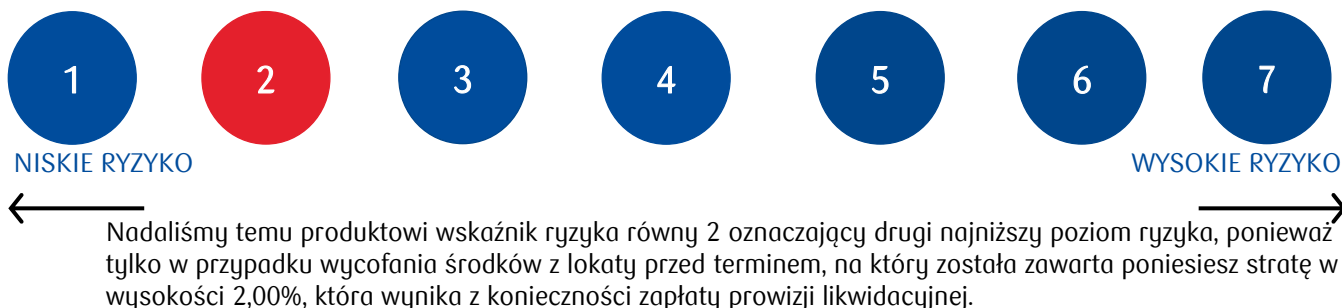 1 2 3 4 5 6 7
NISKIE RYZYKO WYSOKIE RYZYKO
Nadaliśmy temu produktowi wskaźnik ryzyka równy 2 oznaczający drugi najniższy poziom ryzyka, ponieważ
tylko w przypadku wycofania środków z lokaty przed terminem, na który została zawarta poniesiesz stratę w
wysokości 2,00%, która wynika z konieczności zapłaty prowizji likwidacyjnej.